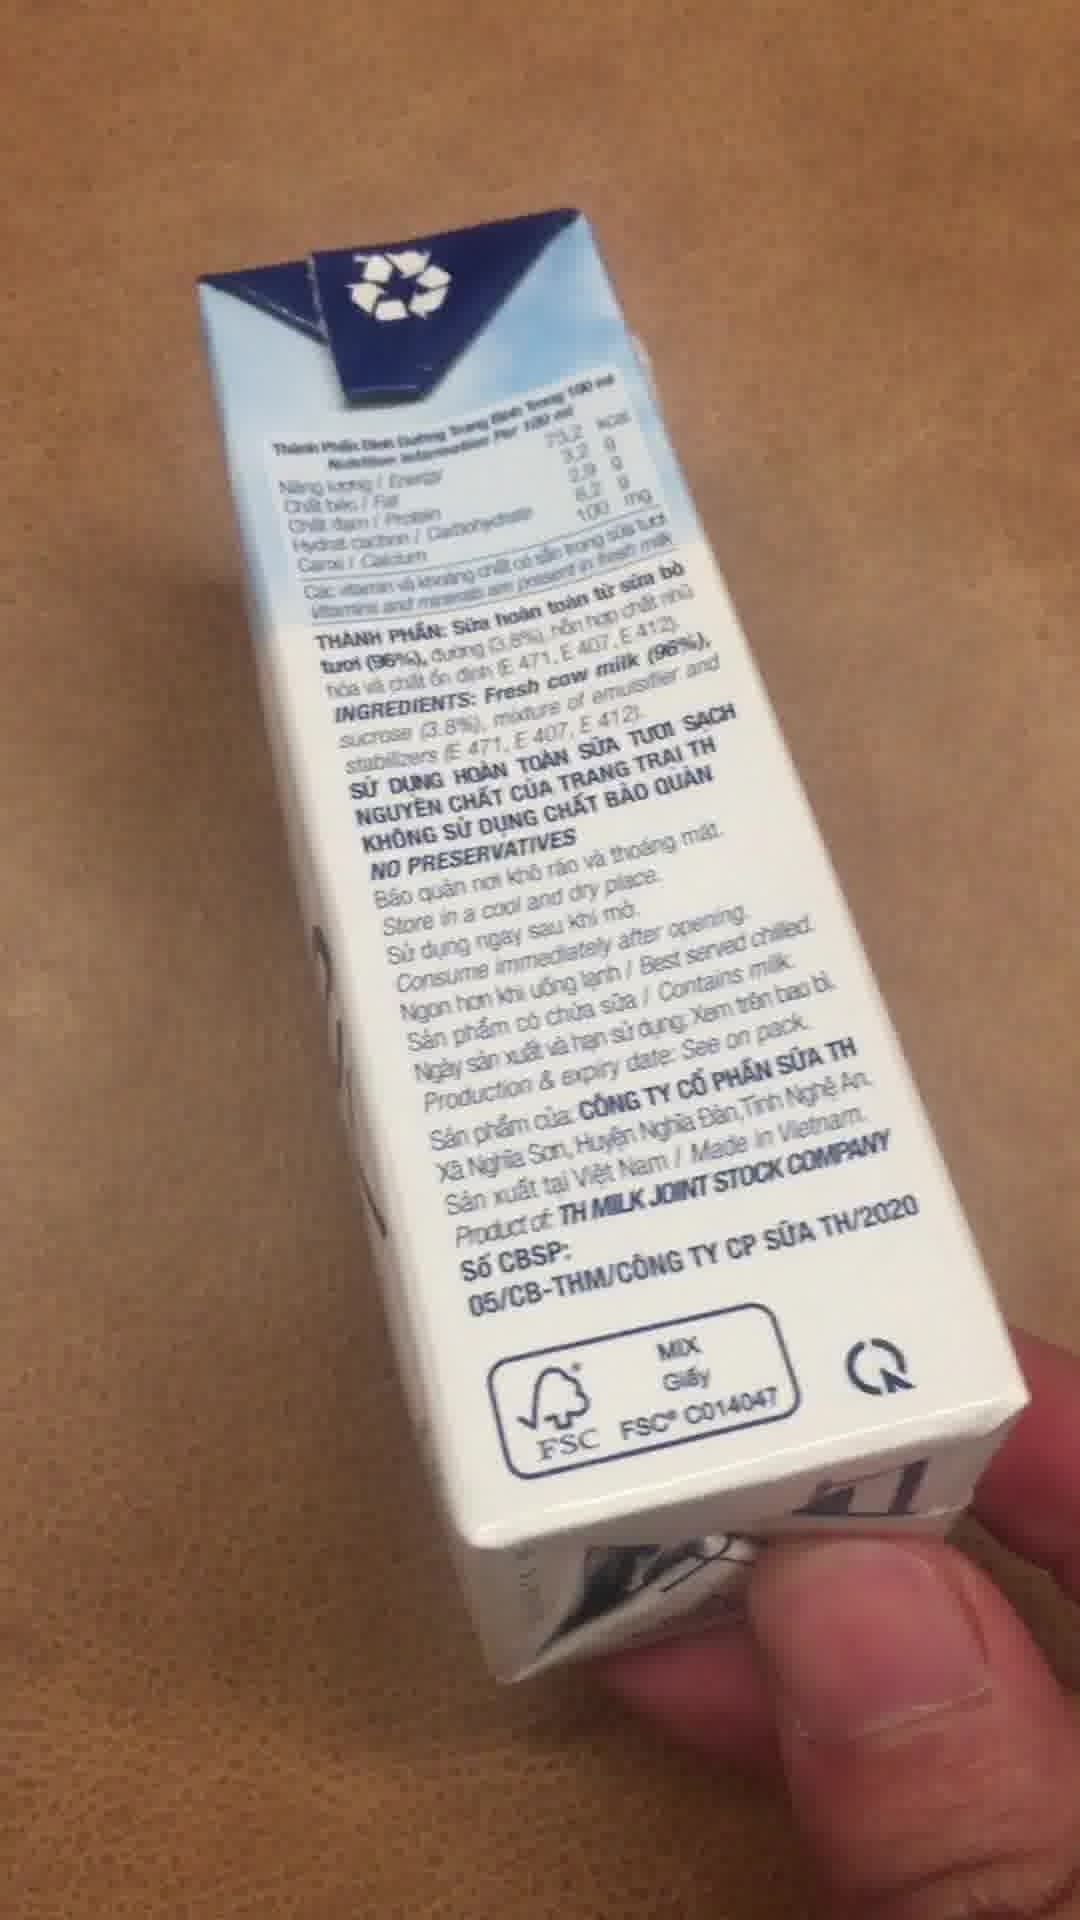 Thành Phần Dinh Dưỡng Trung Bình Trong 100 ml
Nutrition Information Per 100 ml
Năng lượng / Energy 73,2 kcal
Chất béo / Fat 3,2 g
Chất đạm / Protein 2,9 g
Hydrat cacbon / Carbohydrate 8,2 g
Canxi / Calcium 100 mg
Các vitamin và khoáng chất có sẵn trong sữa tươi
Vitamins and minerals are present in fresh milk
THÀNH PHẦN: Sữa hoàn toàn từ sữa bò
tươi (96%), đường (3,8%), hỗn hợp chất nhũ
hóa và chất ổn định (E 471, E 407, E 412).
INGREDIENTS: Fresh cow milk (96%),
sucrose (3.8%), mixture of emulsifier and
stabilizers (E 471, E 407, E 412).
SỬ DỤNG HOÀN TOÀN SỮA TƯƠI SẠCH
NGUYÊN CHẤT CỦA TRANG TRẠI TH
KHÔNG SỬ DỤNG CHẤT BẢO QUẢN
NO PRESERVATIVES
Bảo quản nơi khô ráo và thoáng mát.
Store in a cool and dry place.
Sử dụng ngay sau khi mở.
Consume immediately after opening.
Ngon hơn khi uống lạnh / Best served chilled.
Sản phẩm có chứa sữa / Contains milk.
Ngày sản xuất và hạn sử dụng: Xem trên bao bì.
Production & expiry date: See on pack.
Sản phẩm của: CÔNG TY CỔ PHẦN SỮA TH
Xã Nghĩa Sơn, Huyện Nghĩa Đàn, Tỉnh Nghệ An.
Sản xuất tại Việt Nam / Made in Vietnam.
Product of: TH MILK JOINT STOCK COMPANY
Số CBSP:
05/CB-THM/CÔNG TY CP SỮA TH/2020
MIX
Giấy
FSC FSC® C014047